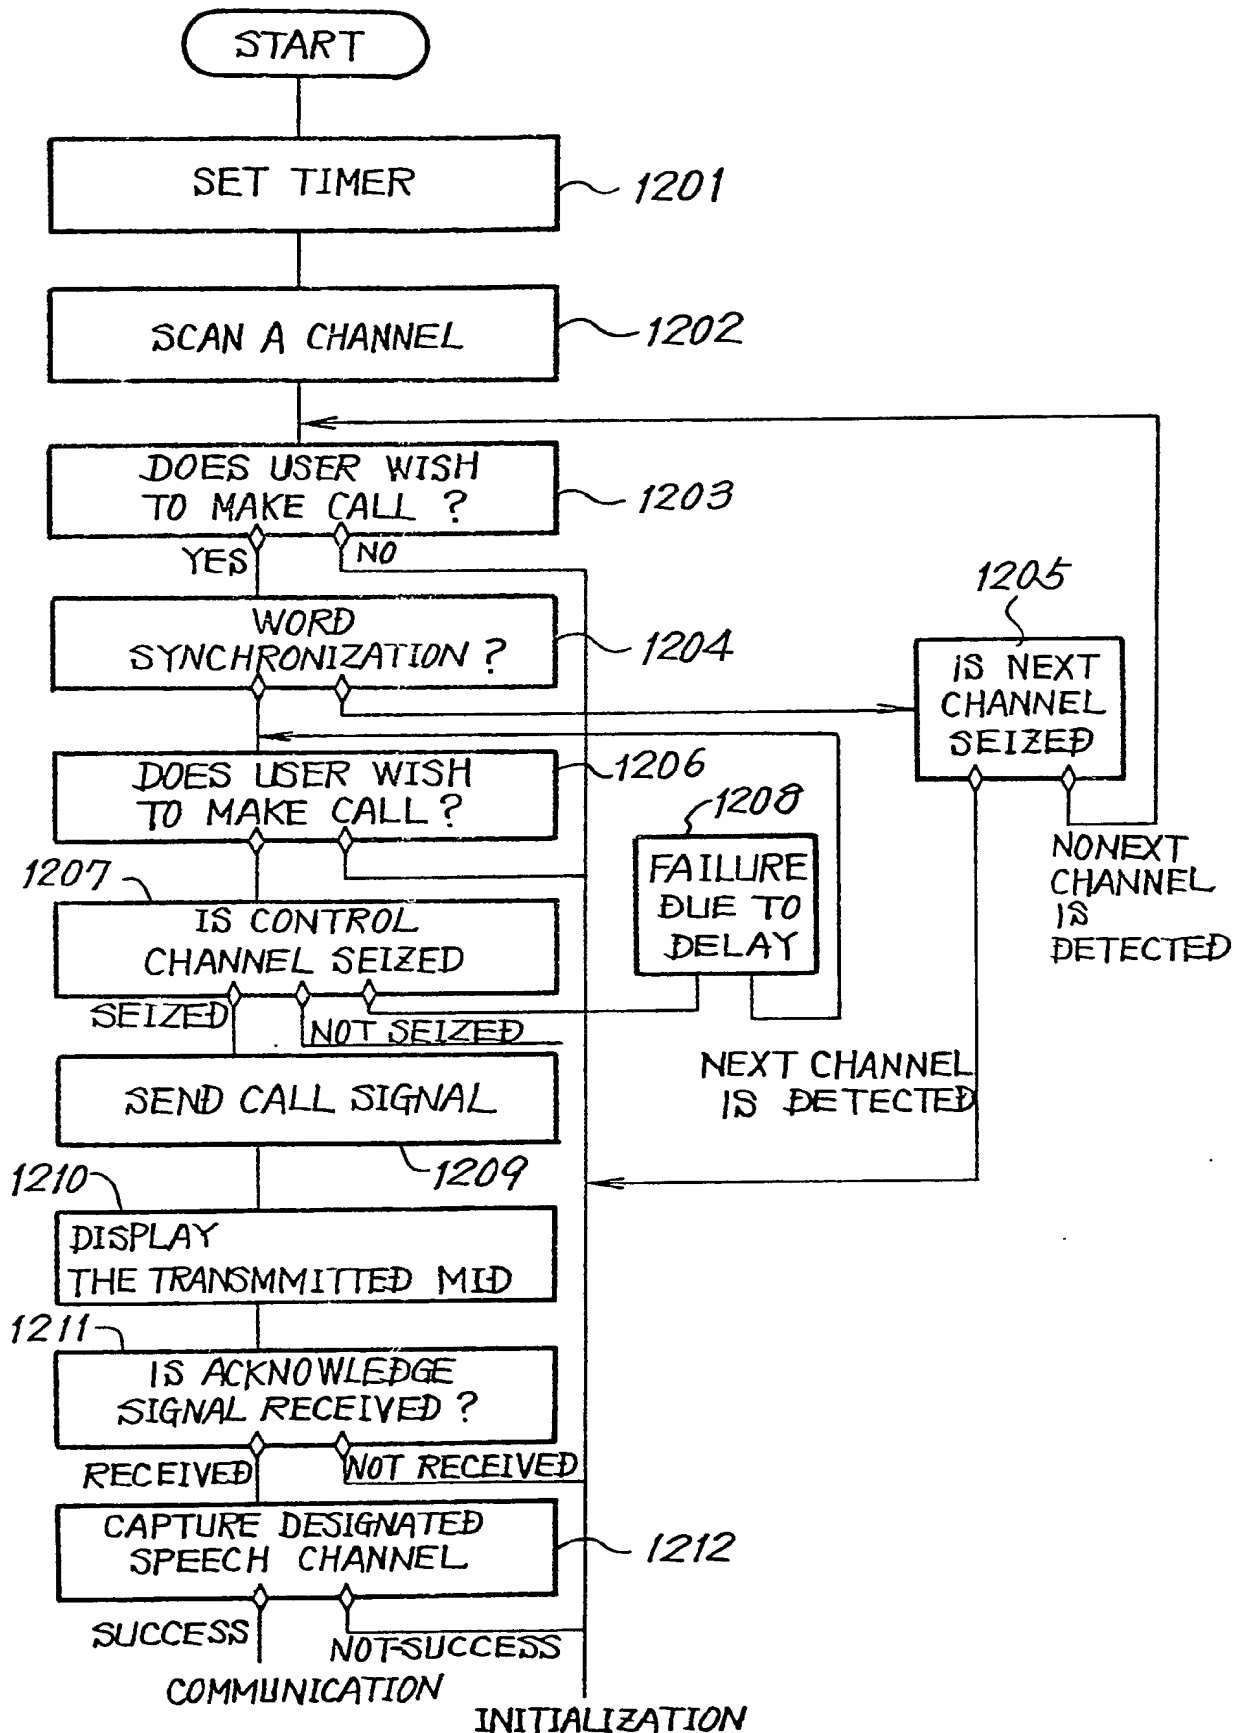 START
SET TIMER
1201
SCAN A CHANNEL
1202
DOES USER WISH
TO MAKE CALL ?
1203
YES
NO
WORD
SYNCHRONIZATION ?
1204
1205
IS NEXT
CHANNEL
SEIZED
DOES USER WISH
TO MAKE CALL ?
1206
1208
FAILURE
DUE TO
DELAY
NONEXT
CHANNEL
IS
DETECTED
1207
IS CONTROL
CHANNEL SEIZED
SEIZED
NOT SEIZED
NEXT CHANNEL
IS DETECTED
SEND CALL SIGNAL
1209
1210
DISPLAY
THE TRANSMMITTED MID
1211
IS ACKNOWLEDGE
SIGNAL RECEIVED ?
RECEIVED
NOT RECEIVED
CAPTURE DESIGNATED
SPEECH CHANNEL
1212
SUCCESS
NOT-SUCCESS
COMMUNICATION
INITIALIZATION